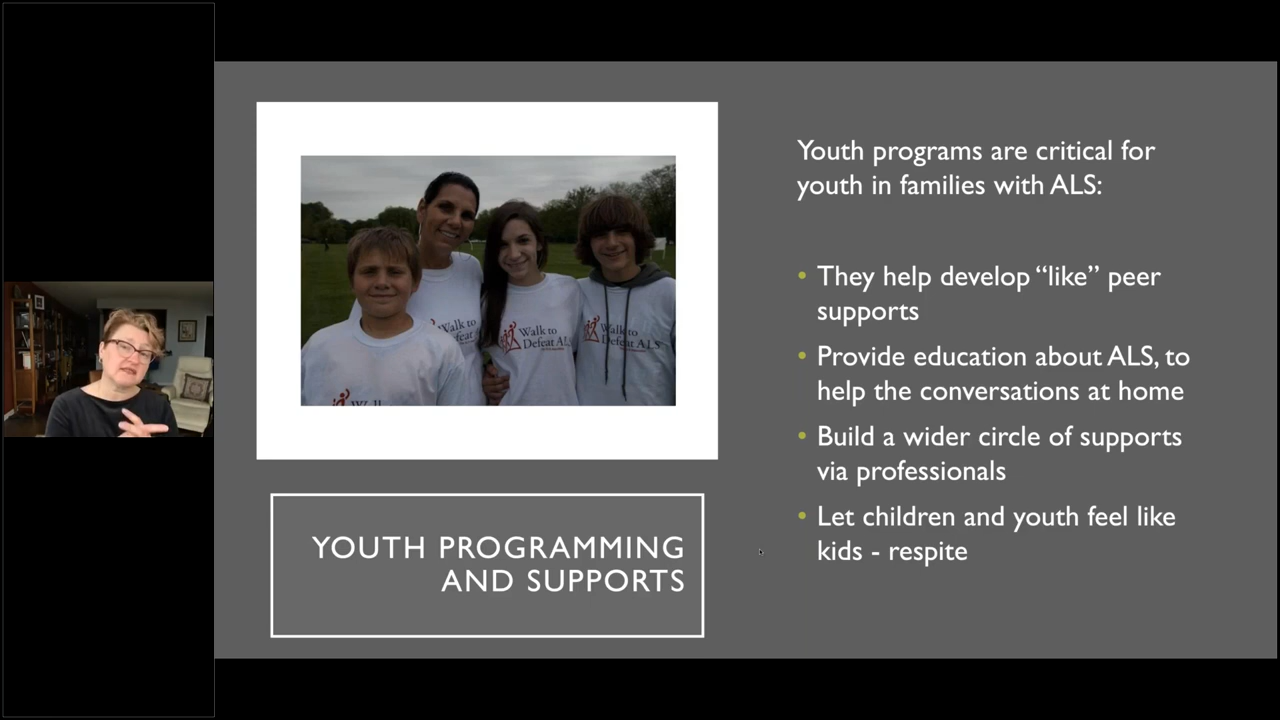 Youth programs are critical for
youth in families with ALS:
• They help develop “like” peer
supports
• Provide education about ALS, to
help the conversations at home
• Build a wider circle of supports
via professionals
• Let children and youth feel like
kids - respite
YOUTH PROGRAMMING
AND SUPPORTS
Walk to
Defeat ALS
Walk to
Defeat ALS
Walk to